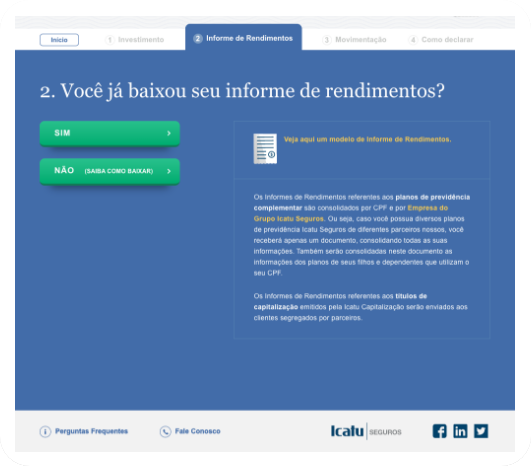 Início
1 Investimento
2 Informe de Rendimentos
3 Movimentação
4 Como declarar
2. Você já baixou seu informe de rendimentos?
SIM >
NÃO (SAIBA COMO BAIXAR) >
Veja aqui um modelo de Informe de Rendimentos.
Os Informes de Rendimentos referentes aos planos de previdência
complementar são consolidados por CPF e por Empresa do
Grupo Icatu Seguros. Ou seja, caso você possua diversos planos
de previdência Icatu Seguros de diferentes parceiros nossos, você
receberá apenas um documento, consolidando todas as suas
informações. Também serão consolidadas neste documento as
informações dos planos de seus filhos e dependentes que utilizam o
seu CPF.
Os Informes de Rendimentos referentes aos títulos de
capitalização emitidos pela Icatu Capitalização serão enviados aos
clientes segregados por parceiros.
Perguntas Frequentes
Fale Conosco
Icatu SEGUROS